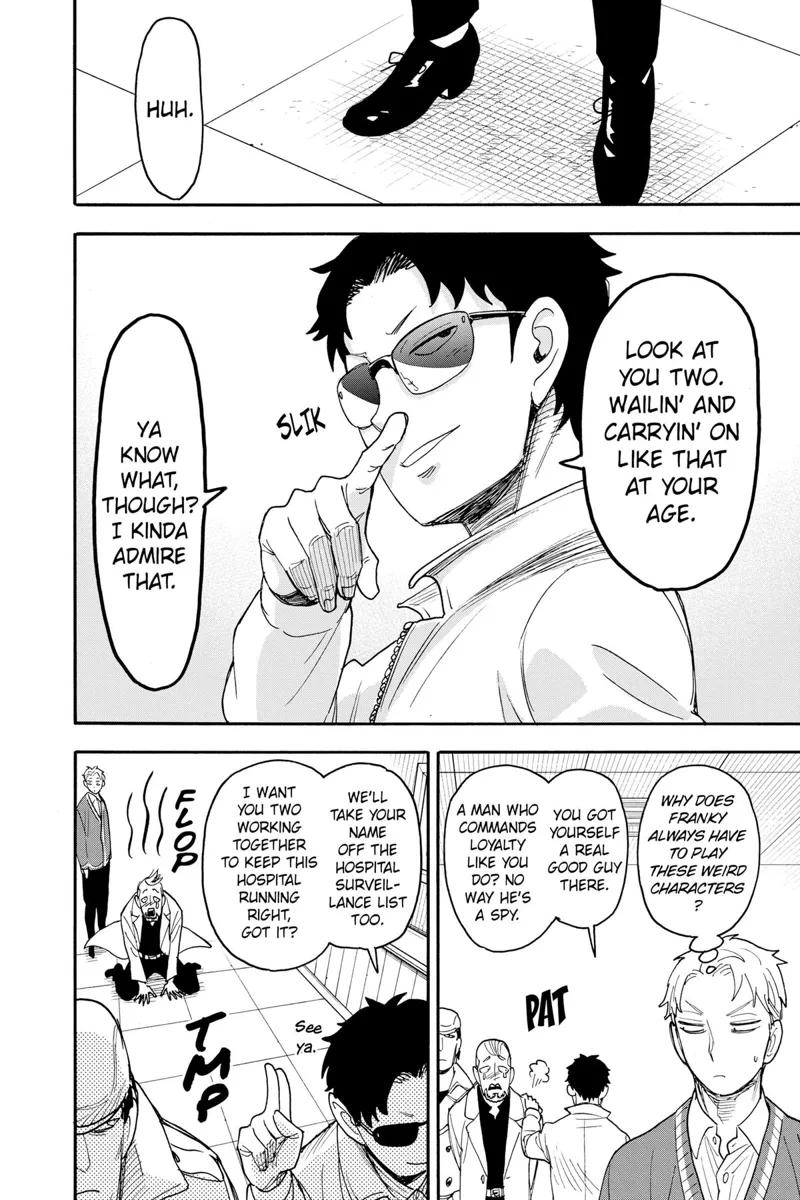 HUH.
LOOK AT
YOU TWO.
WAILIN' AND
CARRYIN' ON
LIKE THAT
AT YOUR
AGE.
SLIK
YA
KNOW
WHAT,
THOUGH?
I KINDA
ADMIRE
THAT.
WHY DOES
FRANKY
ALWAYS HAVE
TO PLAY
THESE WEIRD
CHARACTERS
?
YOU GOT
YOURSELF
A REAL
GOOD GUY
THERE.
A MAN WHO
COMMANDS
LOYALTY
LIKE YOU
DO? NO
WAY HE'S
A SPY.
PAT
WE'LL
TAKE YOUR
NAME
OFF THE
HOSPITAL
SURVEIL-
LANCE LIST
TOO.
I WANT
YOU TWO
WORKING
TOGETHER
TO KEEP THIS
HOSPITAL
RUNNING
RIGHT,
GOT IT?
FLOP
See
ya.
TMP